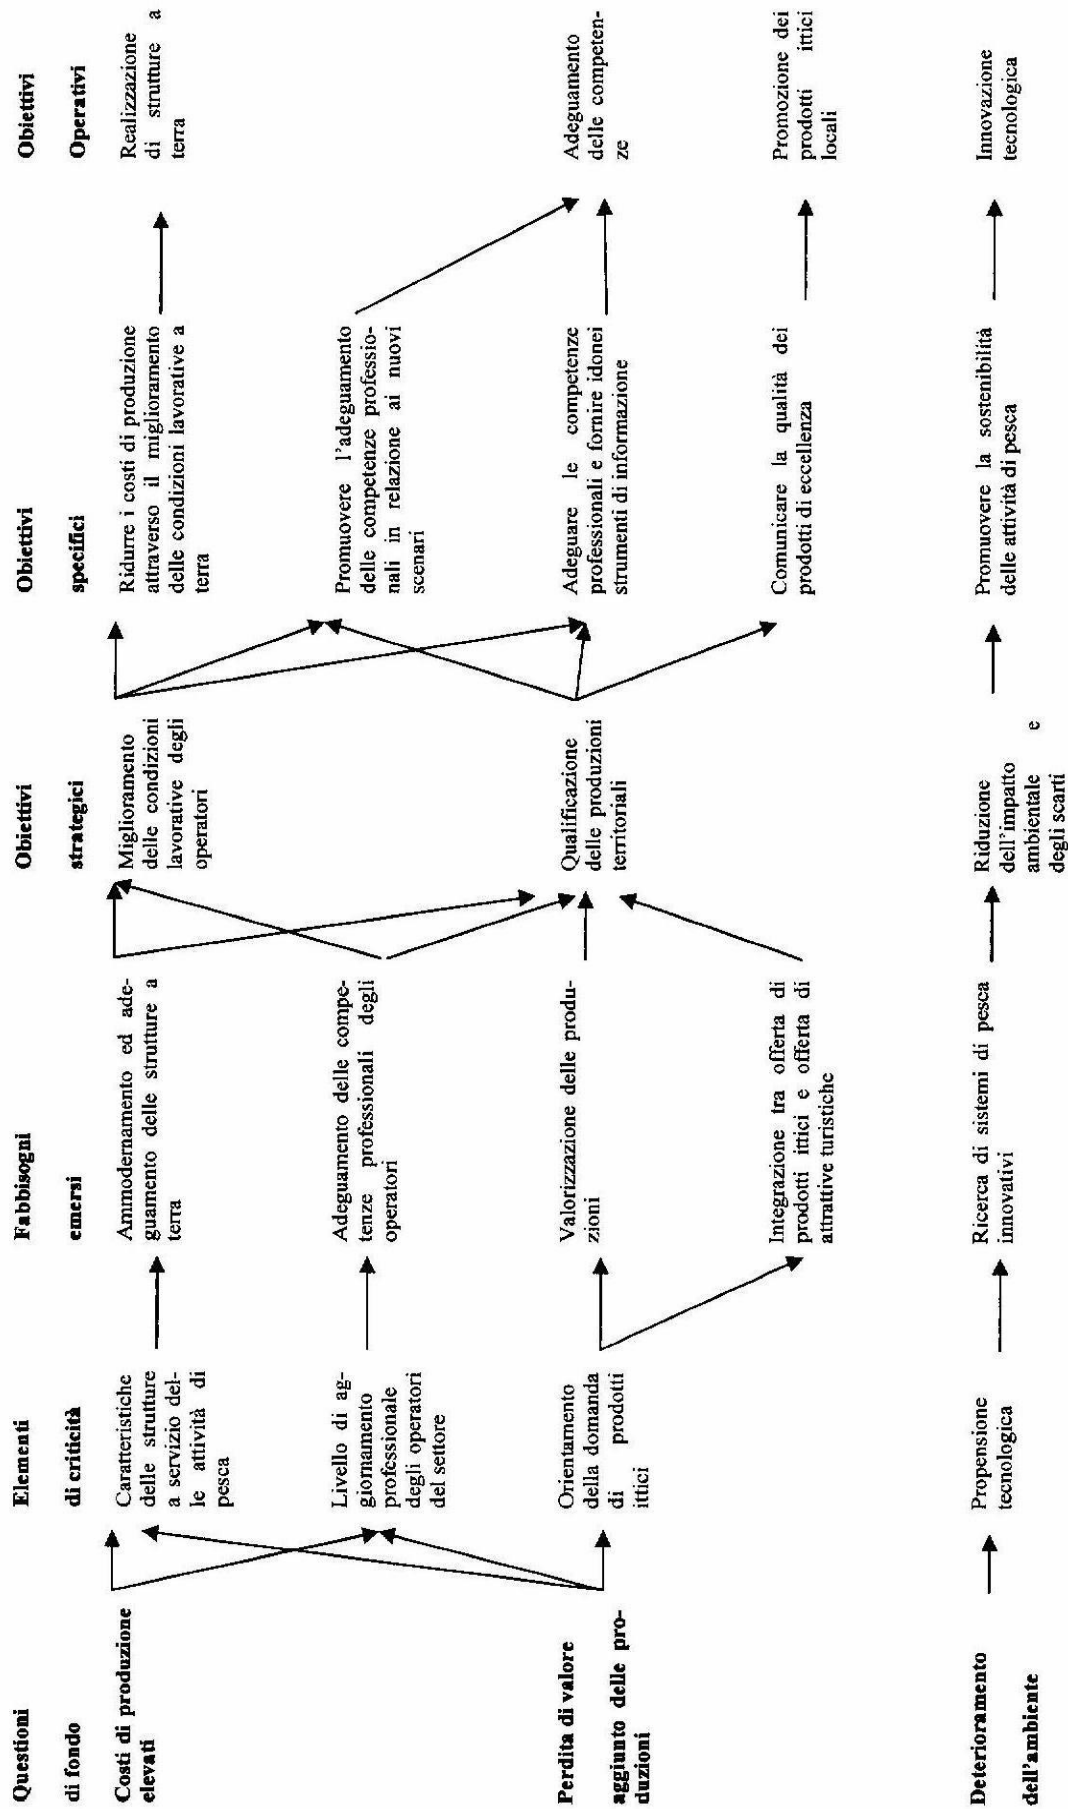 Questioni
di fondo
Costi di produzione
elevati
Perdita di valore
aggiunto delle pro-
duzioni
Deterioramento
dell'ambiente
Elementi
di criticità
Caratteristiche
delle strutture
a servizio del-
le attività di
pesca
Livello di ag-
giornamento
professionale
degli operatori
del settore
Orientamento
della domanda
di prodotti
ittici
Propensione
tecnologica
Fabbisogni
emersi
Ammodernamento ed ade-
guamento delle strutture a
terra
Adeguamento delle compe-
tenze professionali degli
operatori
Valorizzazione delle produ-
zioni
Integrazione tra offerta di
prodotti ittici e offerta di
attrattive turistiche
Ricerca di sistemi di pesca
innovativi
Obiettivi
strategici
Miglioramento
delle condizioni
lavorative degli
operatori
Qualificazione
delle produzioni
territoriali
Riduzione
dell'impatto
ambientale e
degli scarti
Obiettivi
specifici
Ridurre i costi di produzione
attraverso il miglioramento
delle condizioni lavorative a
terra
Promuovere l'adeguamento
delle competenze professio-
nali in relazione ai nuovi
scenari
Adeguare le competenze
professionali e fornire idonei
strumenti di informazione
Comunicare la qualità dei
prodotti di eccellenza
Promuovere la sostenibilità
delle attività di pesca
Obiettivi
Operativi
Realizzazione
di strutture a
terra
Adeguamento
delle competen-
ze
Promozione dei
prodotti ittici
locali
Innovazione
tecnologica